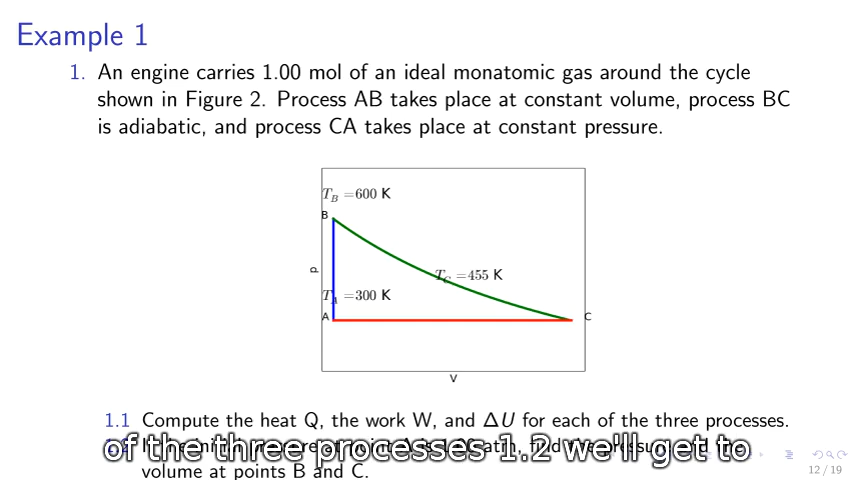 Example 1
1. An engine carries 1.00 mol of an ideal monatomic gas around the cycle
shown in Figure 2. Process AB takes place at constant volume, process BC
is adiabatic, and process CA takes place at constant pressure.
T_B =600 K
B
T_C =455 K
p
T_A =300 K
A
C
V
1.1 Compute the heat Q, the work W, and ΔU for each of the three processes.
of the three processes 1.2 we'll get to
volume at points B and C.
12 / 19